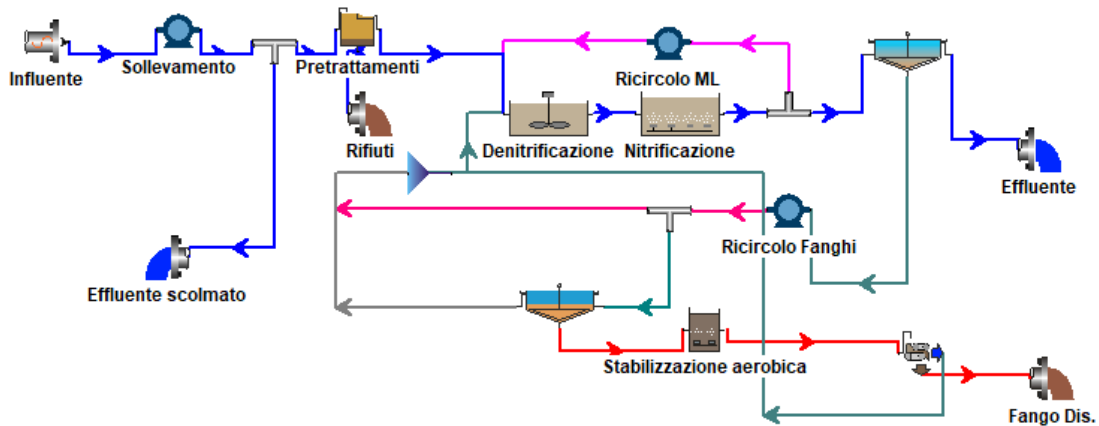 Influente
Sollevamento
Pretrattamenti
Ricircolo ML
Rifiuti
Denitrificazione
Nitrificazione
Effluente
Ricircolo Fanghi
Effluente scolmato
Stabilizzazione aerobica
Fango Dis.